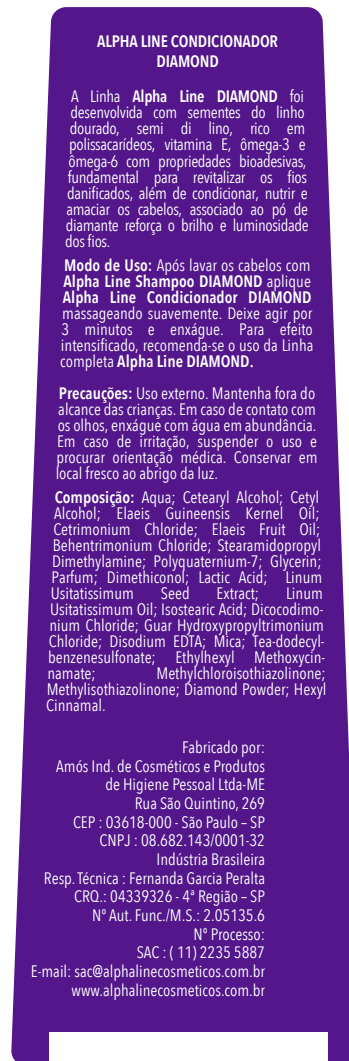 ALPHA LINE CONDICIONADOR
DIAMOND
A Linha Alpha Line DIAMOND foi
desenvolvida com sementes do linho
dourado, semi di lino, rico em
polissacarídeos, vitamina E, ômega-3 e
ômega-6 com propriedades bioadesivas,
fundamental para revitalizar os fios
danificados, além de condicionar, nutrir e
amaciar os cabelos, associado ao pó de
diamante reforça o brilho e luminosidade
dos fios.
Modo de Uso: Após lavar os cabelos com
Alpha Line Shampoo DIAMOND aplique
Alpha Line Condicionador DIAMOND
massageando suavemente. Deixe agir por
3 minutos e enxágue. Para efeito
intensificado, recomenda-se o uso da Linha
completa Alpha Line DIAMOND.
Precauções: Uso externo. Mantenha fora do
alcance das crianças. Em caso de contato com
os olhos, enxágue com água em abundância.
Em caso de irritação, suspender o uso e
procurar orientação médica. Conservar em
local fresco ao abrigo da luz.
Composição: Aqua; Cetearyl Alcohol; Cetyl
Alcohol; Elaeis Guineensis Kernel Oil;
Cetrimonium Chloride; Elaeis Fruit Oil;
Behentrimonium Chloride; Stearamidopropyl
Dimethylamine; Polyquaternium-7; Glycerin;
Parfum; Dimethiconol; Lactic Acid; Linum
Usitatissimum Seed Extract; Linum
Usitatissimum Oil; Isostearic Acid; Dicocodimo-
nium Chloride; Guar Hydroxypropyltrimonium
Chloride; Disodium EDTA; Mica; Tea-dodecyl-
benzenesulfonate; Ethylhexyl Methoxycin-
namate; Methylchloroisothiazolinone;
Methylisothiazolinone; Diamond Powder; Hexyl
Cinnamal.
Fabricado por:
Amós Ind. de Cosméticos e Produtos
de Higiene Pessoal Ltda-ME
Rua São Quintino, 269
CEP : 03618-000 - São Paulo – SP
CNPJ : 08.682.143/0001-32
Indústria Brasileira
Resp. Técnica : Fernanda Garcia Peralta
CRQ.: 04339326 - 4ª Região – SP
Nº Aut. Func./M.S.: 2.05135.6
Nº Processo:
SAC : ( 11) 2235 5887
E-mail: sac@alphalinecosmeticos.com.br
www.alphalinecosmeticos.com.br